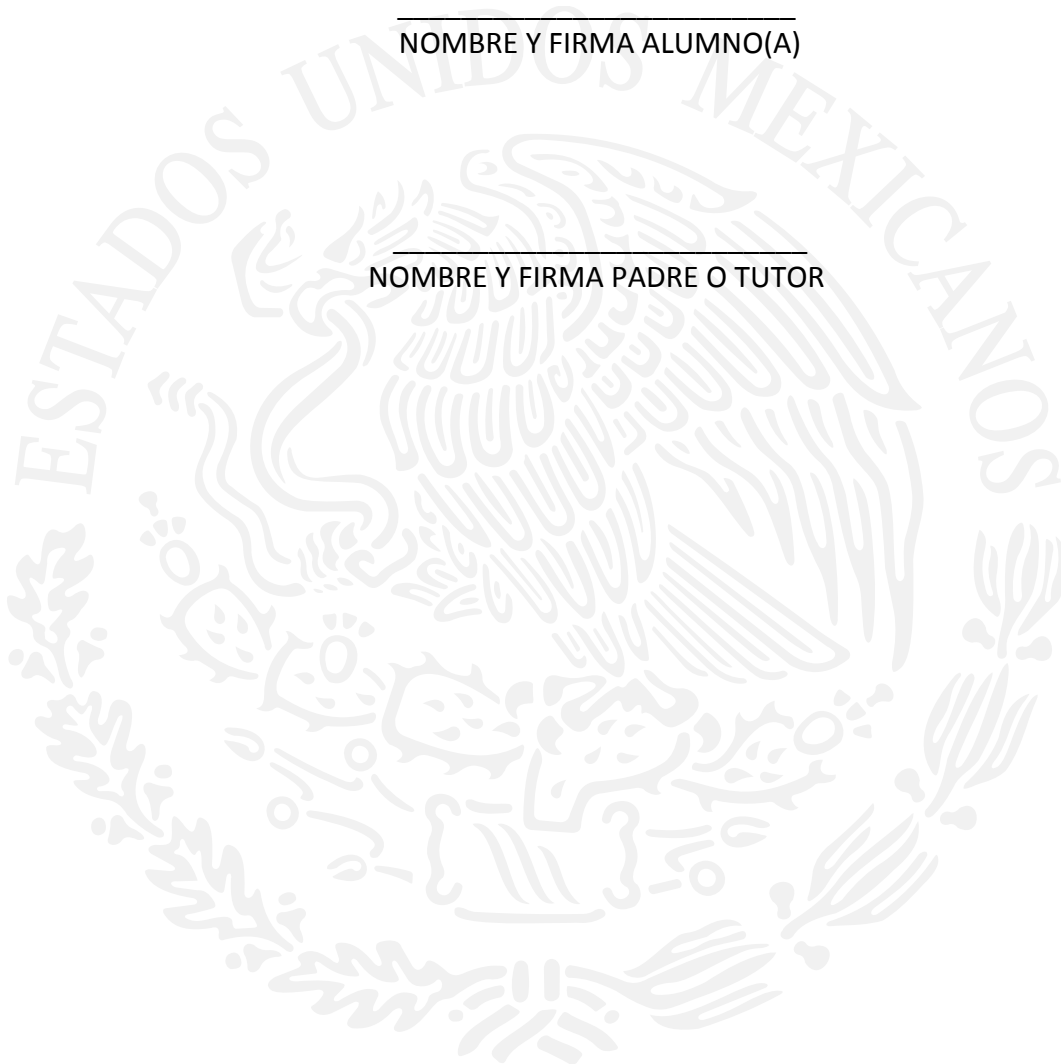 NOMBRE Y FIRMA ALUMNO(A)
NOMBRE Y FIRMA PADRE O TUTOR
ESTADOS UNIDOS MEXICANOS